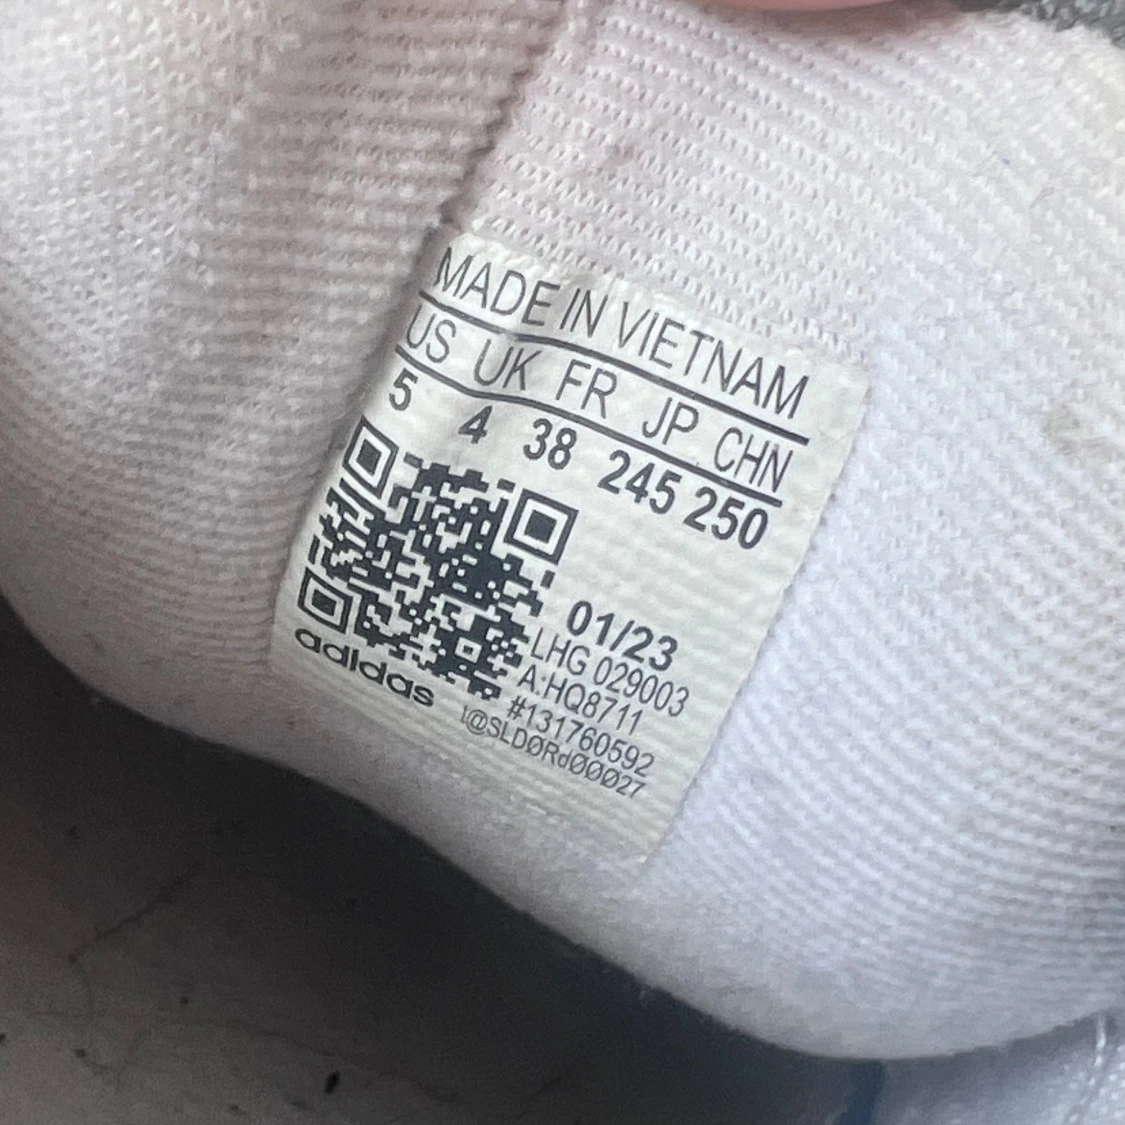 MADE IN VIETNAM
US UK FR JP CHN
5 4 38 245 250
01/23
LHG 029003
A:HQ8711
#131760592
adidas